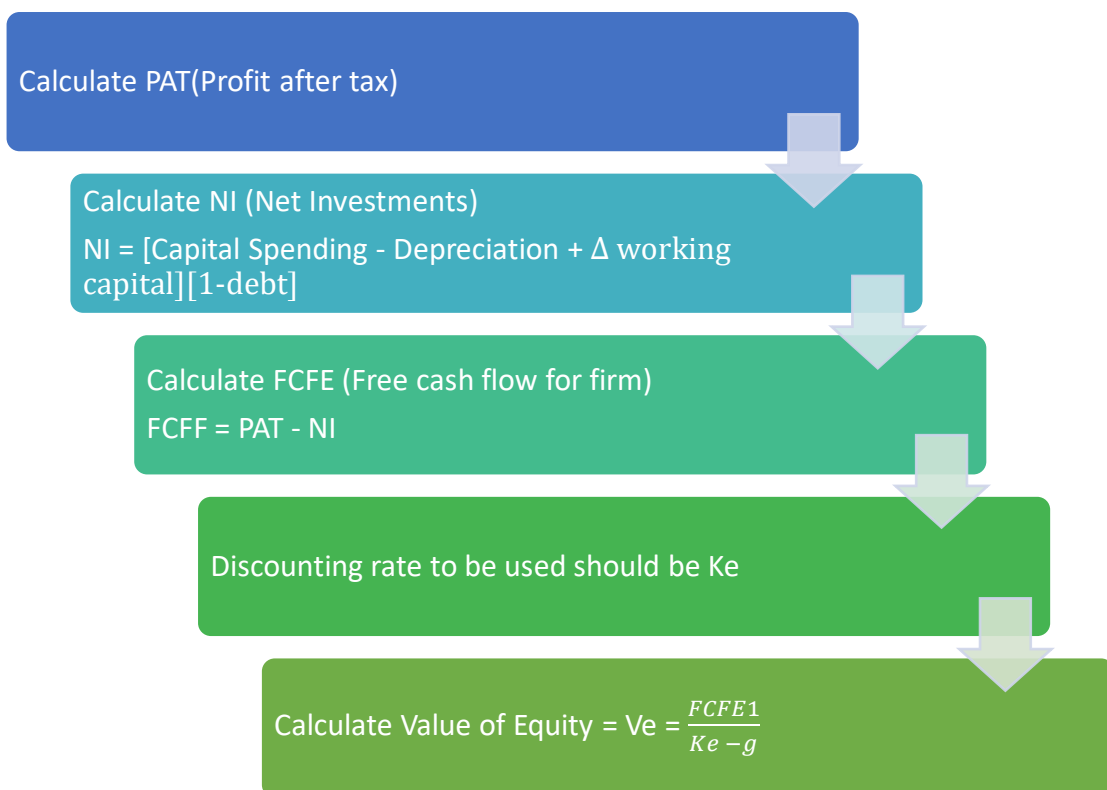 Calculate PAT(Profit after tax)
Calculate NI (Net Investments)
NI = [Capital Spending - Depreciation + Δ working
capital][1-debt]
Calculate FCFE (Free cash flow for firm)
FCFF = PAT - NI
Discounting rate to be used should be Ke
Calculate Value of Equity = Ve = FCFE1 / Ke − g